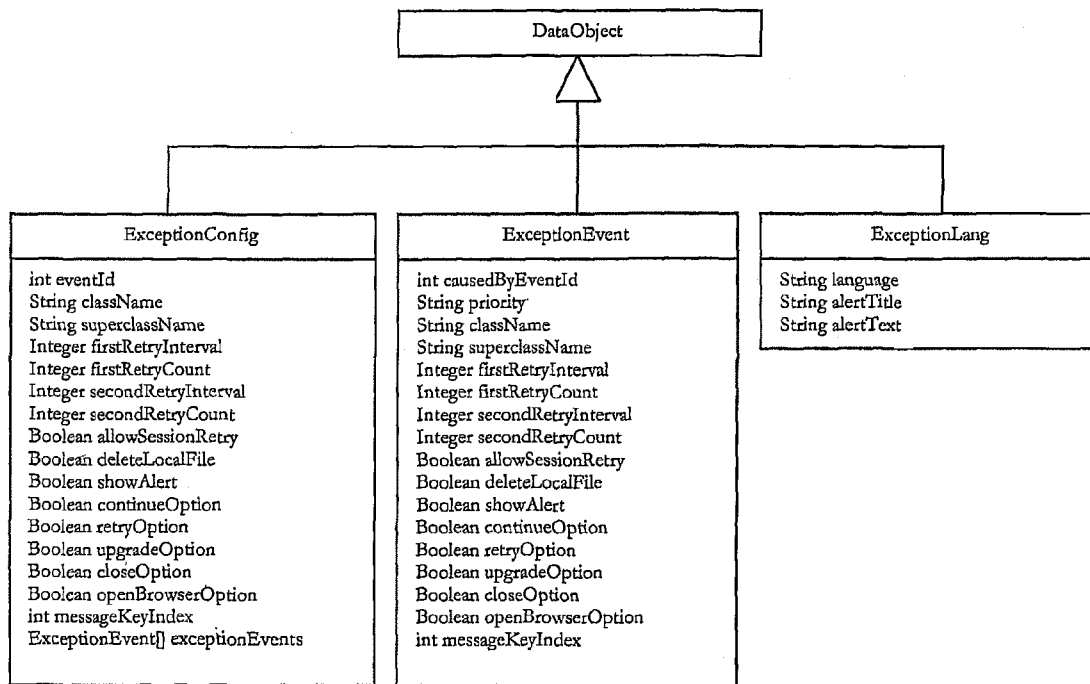 DataObject
ExceptionConfig
int eventId
String className
String superclassName
Integer firstRetryInterval
Integer firstRetryCount
Integer secondRetryInterval
Integer secondRetryCount
Boolean allowSessionRetry
Boolean deleteLocalFile
Boolean showAlert
Boolean continueOption
Boolean retryOption
Boolean upgradeOption
Boolean closeOption
Boolean openBrowserOption
int messageKeyIndex
ExceptionEvent[] exceptionEvents
ExceptionEvent
int causedByEventId
String priority
String className
String superclassName
Integer firstRetryInterval
Integer firstRetryCount
Integer secondRetryInterval
Integer secondRetryCount
Boolean allowSessionRetry
Boolean deleteLocalFile
Boolean showAlert
Boolean continueOption
Boolean retryOption
Boolean upgradeOption
Boolean closeOption
Boolean openBrowserOption
int messageKeyIndex
ExceptionLang
String language
String alertTitle
String alertText